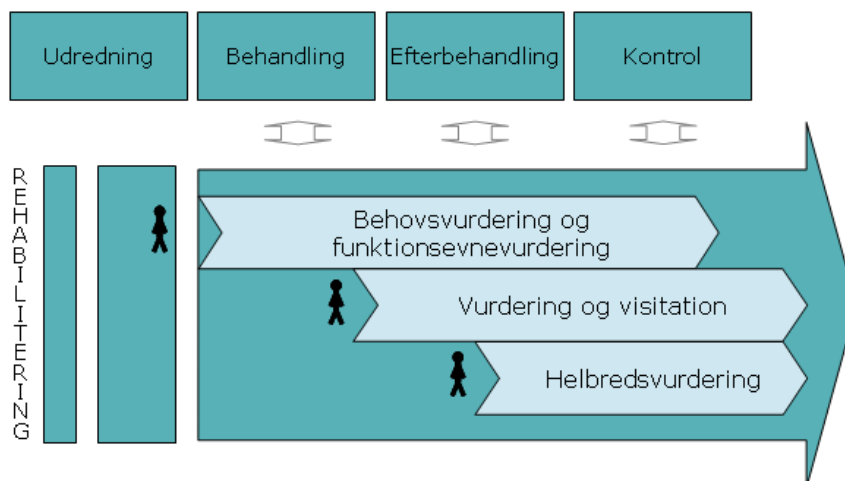 Udredning
Behandling
Efterbehandling
Kontrol
REHABILITERING
Behovsvurdering og
funktionsevnevurdering
Vurdering og visitation
Helbredsvurdering